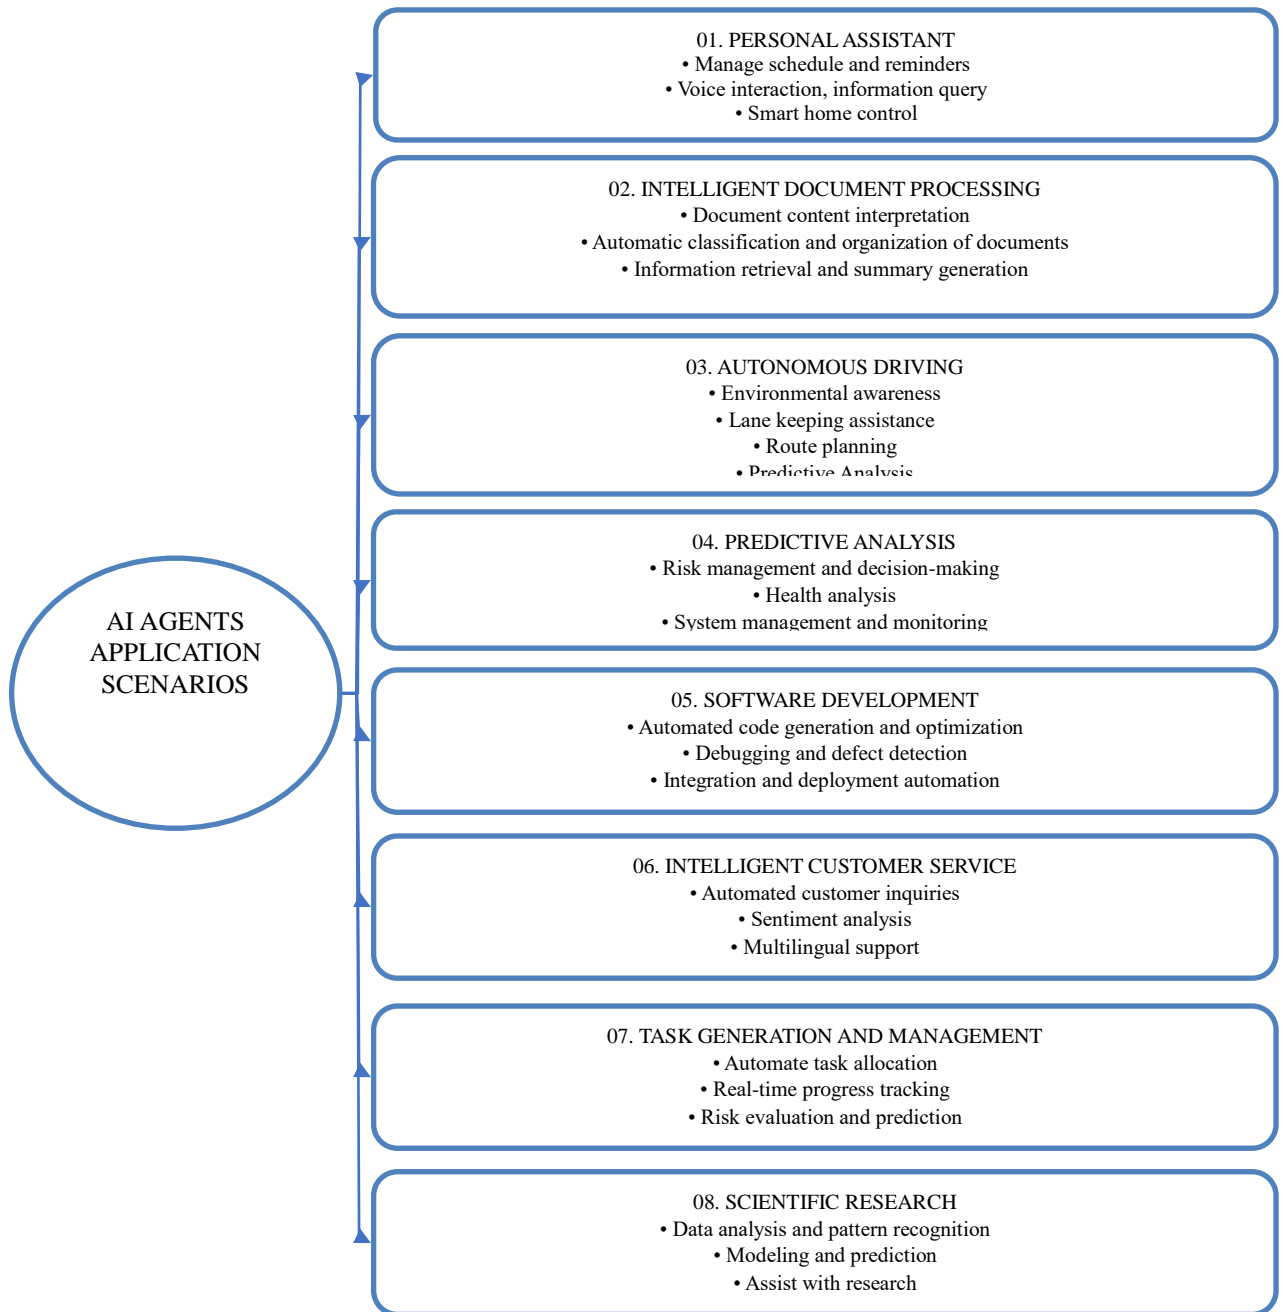 01. PERSONAL ASSISTANT
• Manage schedule and reminders
• Voice interaction, information query
• Smart home control
02. INTELLIGENT DOCUMENT PROCESSING
• Document content interpretation
• Automatic classification and organization of documents
• Information retrieval and summary generation
03. AUTONOMOUS DRIVING
• Environmental awareness
• Lane keeping assistance
• Route planning
• Predictive Analysis
04. PREDICTIVE ANALYSIS
• Risk management and decision-making
• Health analysis
• System management and monitoring
AI AGENTS
APPLICATION
SCENARIOS
05. SOFTWARE DEVELOPMENT
• Automated code generation and optimization
• Debugging and defect detection
• Integration and deployment automation
06. INTELLIGENT CUSTOMER SERVICE
• Automated customer inquiries
• Sentiment analysis
• Multilingual support
07. TASK GENERATION AND MANAGEMENT
• Automate task allocation
• Real-time progress tracking
• Risk evaluation and prediction
08. SCIENTIFIC RESEARCH
• Data analysis and pattern recognition
• Modeling and prediction
• Assist with research